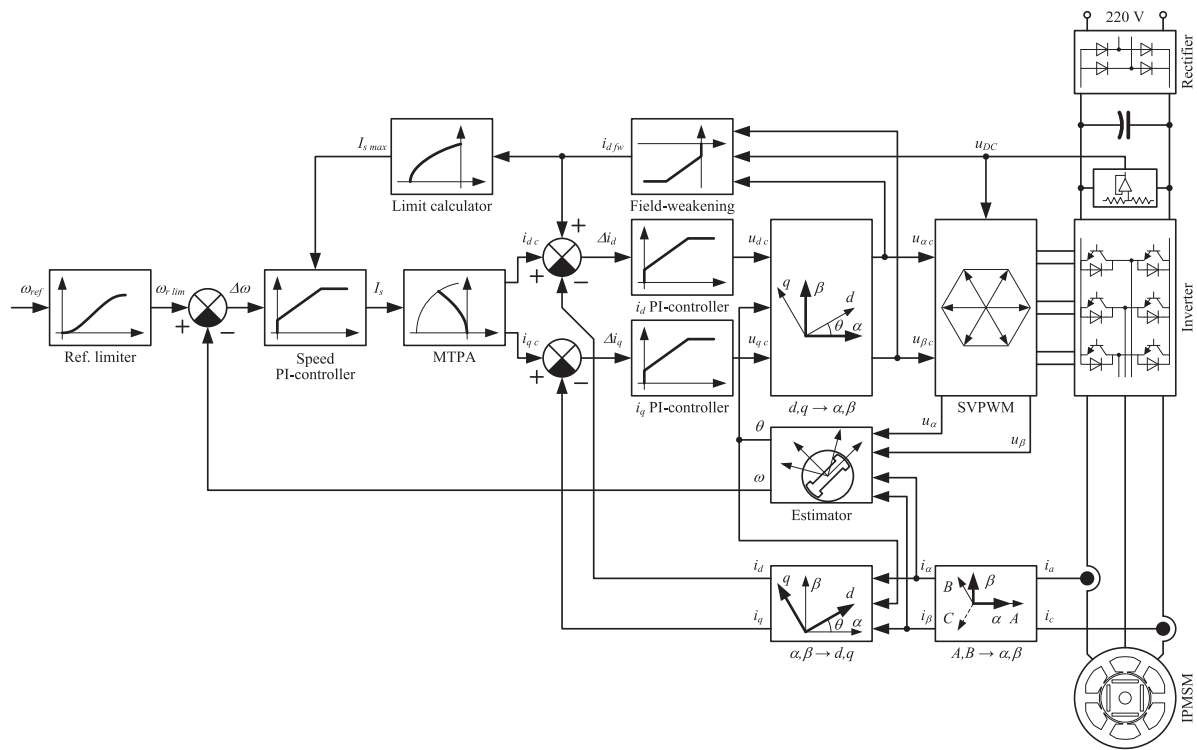 220 V
Rectifier
I_s max
i_d fw
u_DC
Limit calculator
Field-weakening
+
i_d c
Δi_d
u_d c
u_α c
+
−
q
β
d
θ
α
ω_ref
ω_r lim
Δω
I_s
i_d PI-controller
Inverter
+
−
i_q c
Δi_q
u_q c
u_β c
Ref. limiter
Speed
PI-controller
MTPA
+
−
i_q PI-controller
d,q → α,β
SVPWM
θ
u_α
u_β
ω
Estimator
i_d
q
β
d
θ
α
i_α
B
β
C
α
A
i_a
i_q
i_β
i_c
α,β → d,q
A,B → α,β
IPMSM